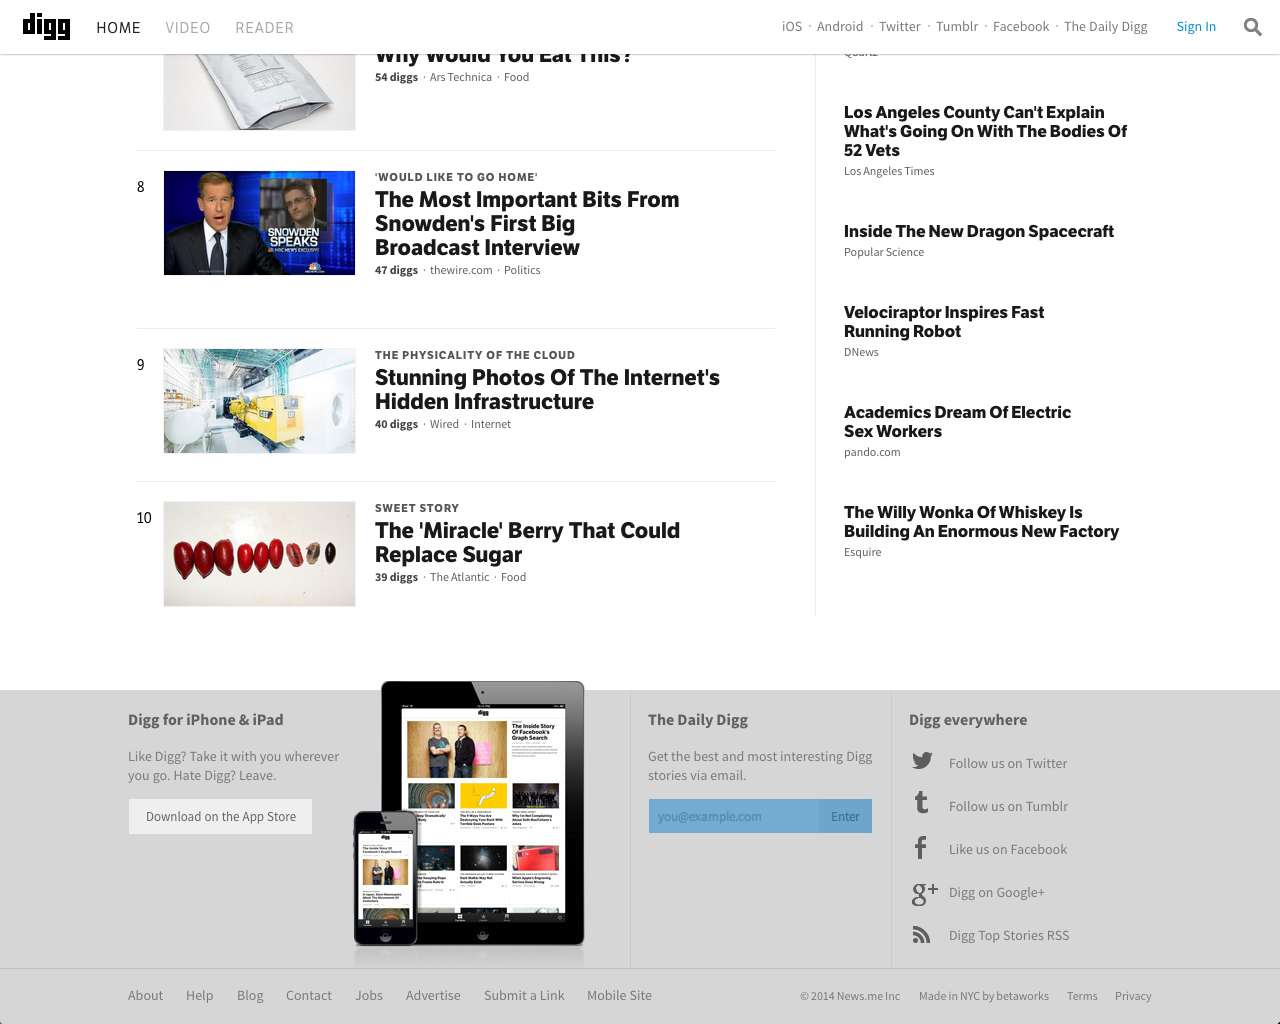 digg HOME VIDEO READER iOS · Android · Twitter · Tumblr · Facebook · The Daily Digg Sign In
Why Would You Eat This?
54 diggs · Ars Technica · Food
8
'WOULD LIKE TO GO HOME'
The Most Important Bits From
Snowden's First Big
Broadcast Interview
47 diggs · thewire.com · Politics
SNOWDEN
SPEAKS
9
THE PHYSICALITY OF THE CLOUD
Stunning Photos Of The Internet's
Hidden Infrastructure
40 diggs · Wired · Internet
10
SWEET STORY
The 'Miracle' Berry That Could
Replace Sugar
39 diggs · The Atlantic · Food
Quartz
Los Angeles County Can't Explain
What's Going On With The Bodies Of
52 Vets
Los Angeles Times
Inside The New Dragon Spacecraft
Popular Science
Velociraptor Inspires Fast
Running Robot
DNews
Academics Dream Of Electric
Sex Workers
pando.com
The Willy Wonka Of Whiskey Is
Building An Enormous New Factory
Esquire
Digg for iPhone & iPad
Like Digg? Take it with you wherever
you go. Hate Digg? Leave.
Download on the App Store
digg
The Inside Story
Of Facebook's
Graph Search
The Daily Digg
Get the best and most interesting Digg
stories via email.
you@example.com Enter
Digg everywhere
Follow us on Twitter
Follow us on Tumblr
Like us on Facebook
Digg on Google+
Digg Top Stories RSS
About Help Blog Contact Jobs Advertise Submit a Link Mobile Site
© 2014 News.me Inc Made in NYC by betaworks Terms Privacy